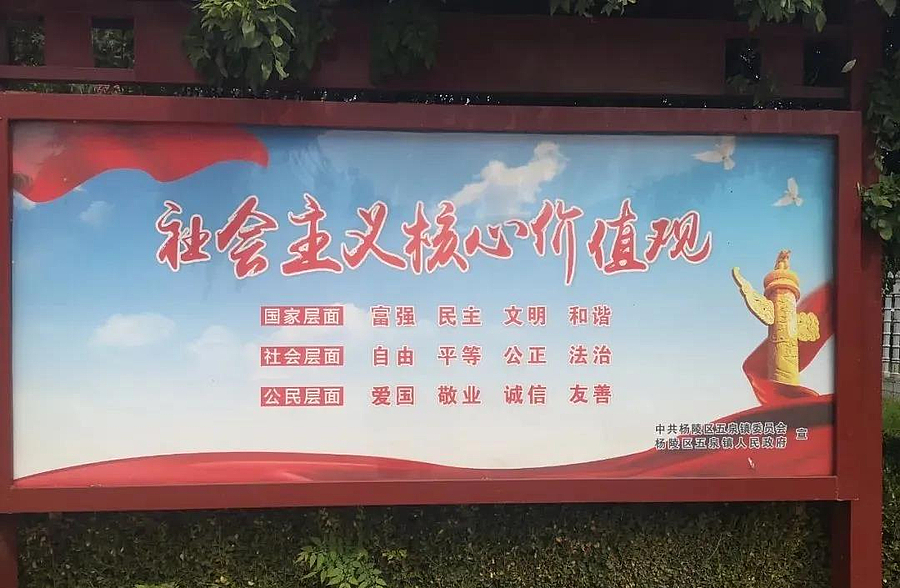 社会主义核心价值观
国家层面 富强 民主 文明 和谐
社会层面 自由 平等 公正 法治
公民层面 爱国 敬业 诚信 友善
中共杨陵区五泉镇委员会
杨陵区五泉镇人民政府 宣